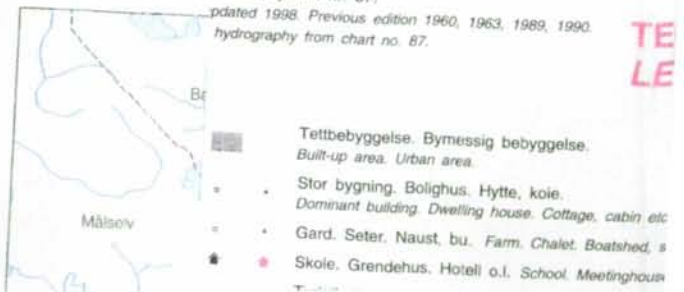 pdated 1998. Previous edition 1960, 1963, 1989, 1990.
hydrography from chart no. 87.
TE
LE
Ba
Målselv
Tettbebyggelse. Bymessig bebyggelse.
Built-up area. Urban area.
Stor bygning. Bolighus. Hytte, koie.
Dominant building. Dwelling house. Cottage, cabin etc
Gard. Seter. Naust, bu. Farm. Chalet. Boatshed, s
Skole. Grendehus. Hotell o.l. School. Meetinghouse